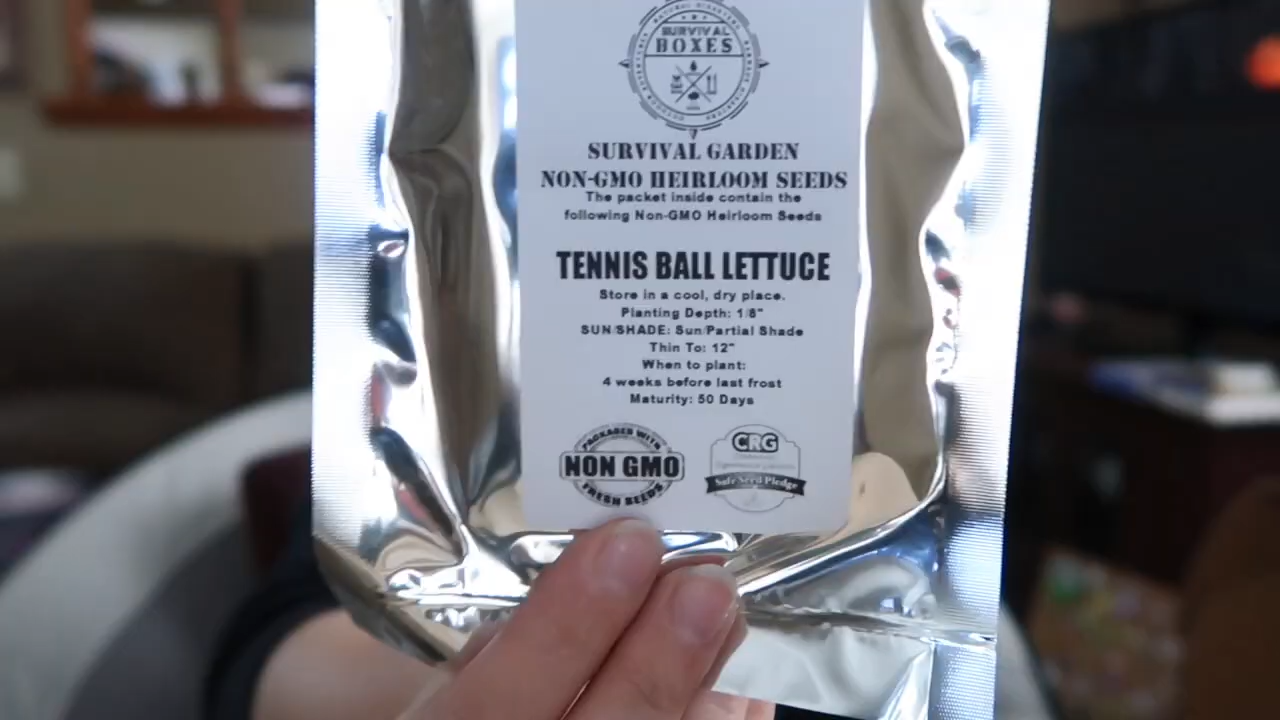 NATURAL DISASTERS
SURVIVAL
BOXES
SURVIVAL GARDEN
NON-GMO HEIRLOOM SEEDS
The packet inside contain the
following Non-GMO Heirloom Seeds
TENNIS BALL LETTUCE
Store in a cool, dry place.
Planting Depth: 1/8"
SUN/SHADE: Sun/Partial Shade
Thin To: 12"
When to plant:
4 weeks before last frost
Maturity: 50 Days
PACKAGED WITH
NON GMO
FRESH SEEDS
CRG
Safe Seed Pledge